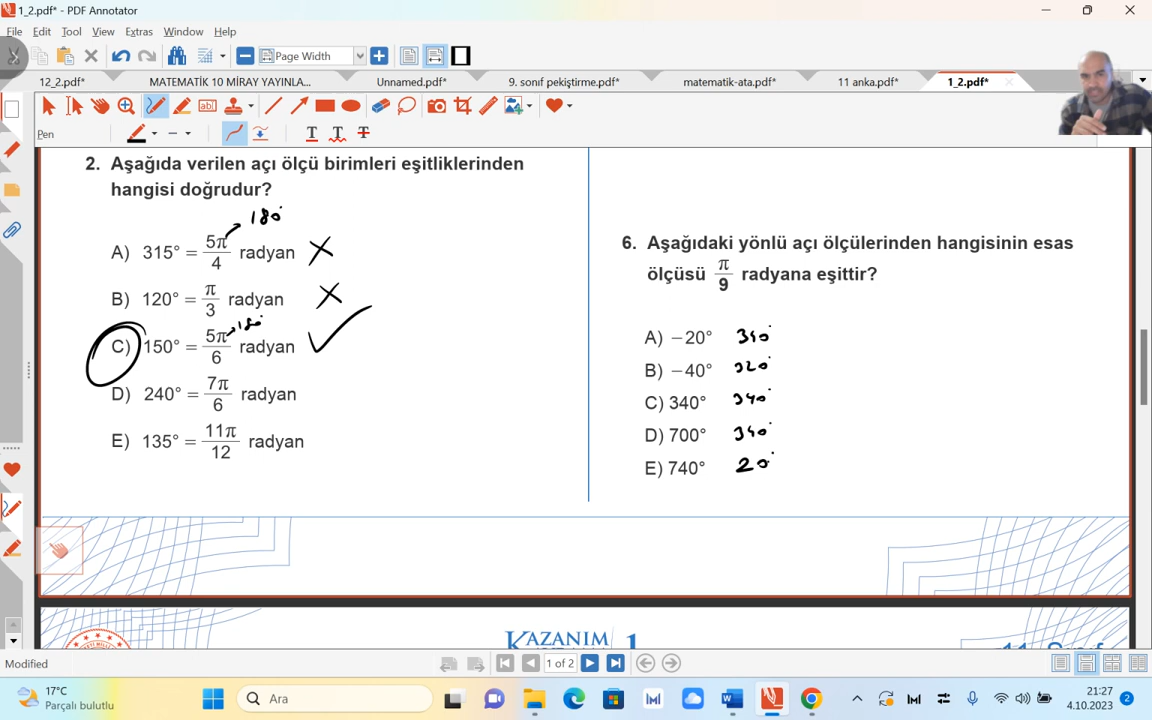 1_2.pdf* - PDF Annotator
File Edit Tool View Extras Window Help
Page Width
12_2.pdf* MATEMATİK 10 MİRAY YAYINLA... Unnamed.pdf* 9. sınıf pekiştirme.pdf* matematik-ata.pdf* 11 anka.pdf* 1_2.pdf*
Pen
2. Aşağıda verilen açı ölçü birimleri eşitliklerinden
hangisi doğrudur?
180°
A) 315° = 5π/4 radyan
B) 120° = π/3 radyan
180°
C) 150° = 5π/6 radyan
D) 240° = 7π/6 radyan
E) 135° = 11π/12 radyan
6. Aşağıdaki yönlü açı ölçülerinden hangisinin esas
ölçüsü π/9 radyana eşittir?
A) −20° 340°
B) −40° 320°
C) 340° 340°
D) 700° 340°
E) 740° 20°
KAZANIM 1
Modified
1 of 2
17°C
Parçalı bulutlu
Ara
21:27
4.10.2023
2